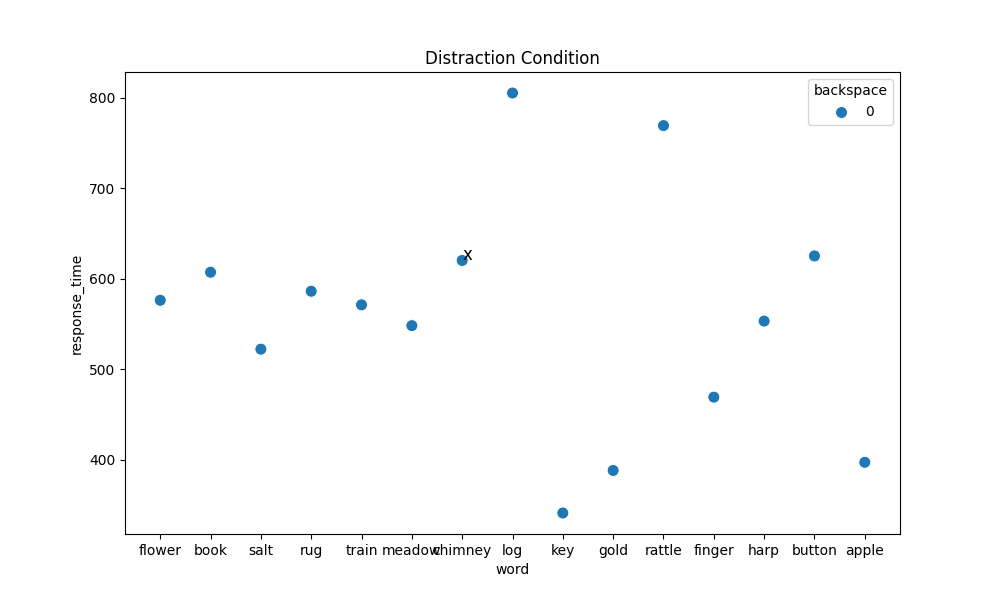 Distraction Condition
backspace
0
800
700
600
500
400
response_time
x
flower book salt rug train meadow chimney log key gold rattle finger harp button apple
word